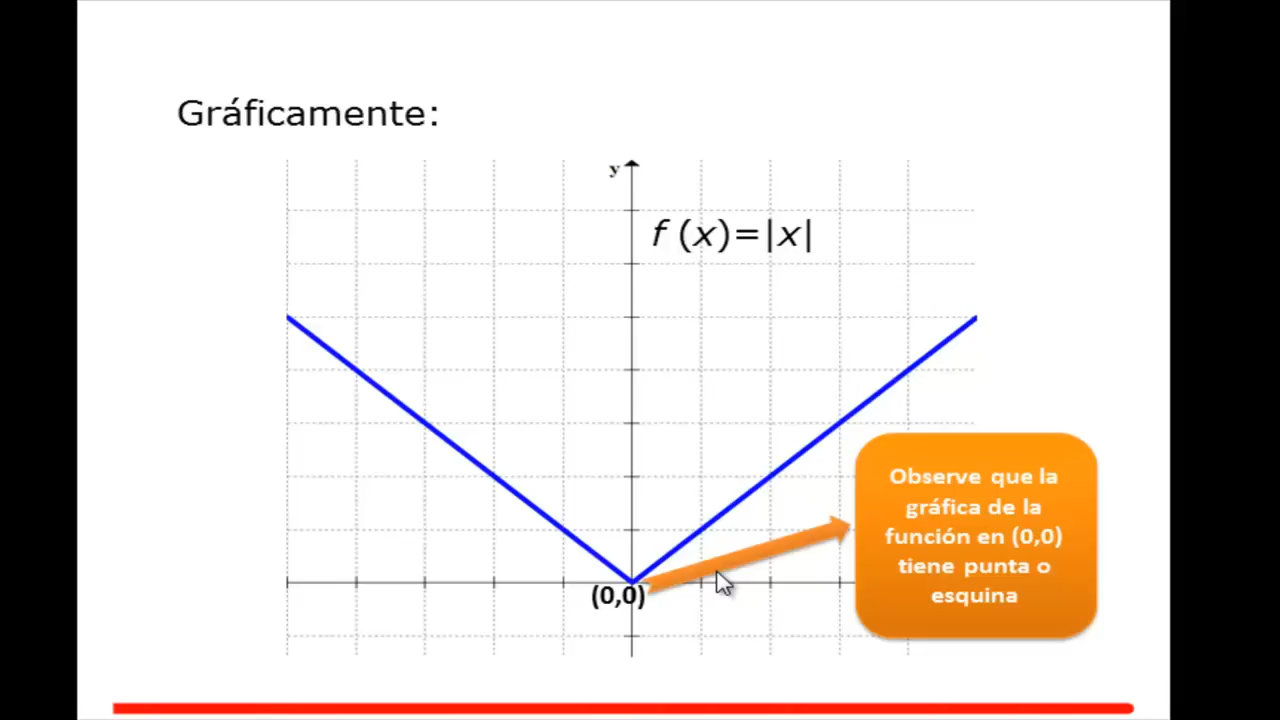 Gráficamente:
y
f (x)=|x|
Observe que la
gráfica de la
función en (0,0)
tiene punta o
esquina
(0,0)